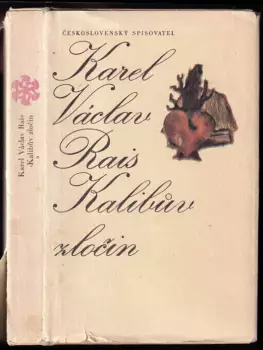 ČESKOSLOVENSKÝ SPISOVATEL
Karel
Václav
Rais
Kalibův
zločin
Karel Václav Rais
Kalibův zločin